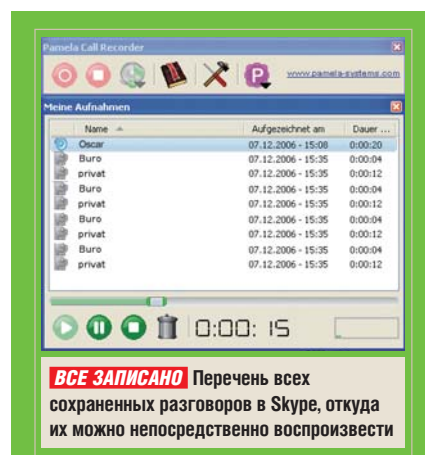 Pamela Call Recorder
P
www.pamela-systems.com
Meine Aufnahmen
Name Aufgezeichnet am Dauer ...
Oscar 07.12.2006 - 15:08 0:00:20
Buro 07.12.2006 - 15:35 0:00:04
privat 07.12.2006 - 15:35 0:00:12
Buro 07.12.2006 - 15:35 0:00:04
privat 07.12.2006 - 15:35 0:00:12
Buro 07.12.2006 - 15:35 0:00:04
privat 07.12.2006 - 15:35 0:00:12
Buro 07.12.2006 - 15:35 0:00:04
privat 07.12.2006 - 15:35 0:00:12
0:00: 15
ВСЕ ЗАПИСАНО Перечень всех
сохраненных разговоров в Skype, откуда
их можно непосредственно воспроизвести